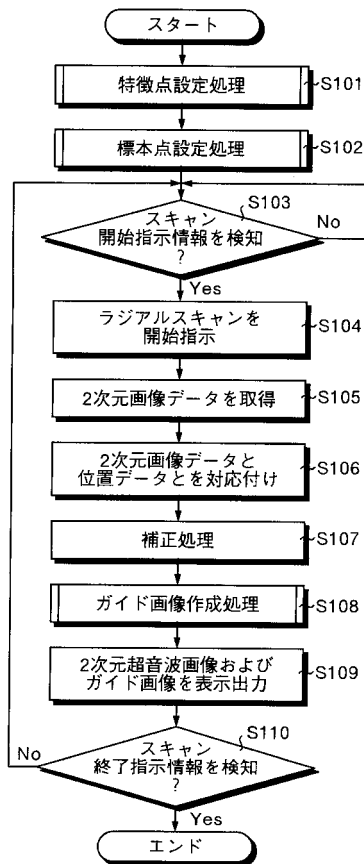 スタート
特徴点設定処理
S101
標本点設定処理
S102
S103
スキャン
開始指示情報を検知
?
No
Yes
ラジアルスキャンを
開始指示
S104
2次元画像データを取得
S105
2次元画像データと
位置データとを対応付け
S106
補正処理
S107
ガイド画像作成処理
S108
2次元超音波画像および
ガイド画像を表示出力
S109
S110
スキャン
終了指示情報を検知
?
No
Yes
エンド